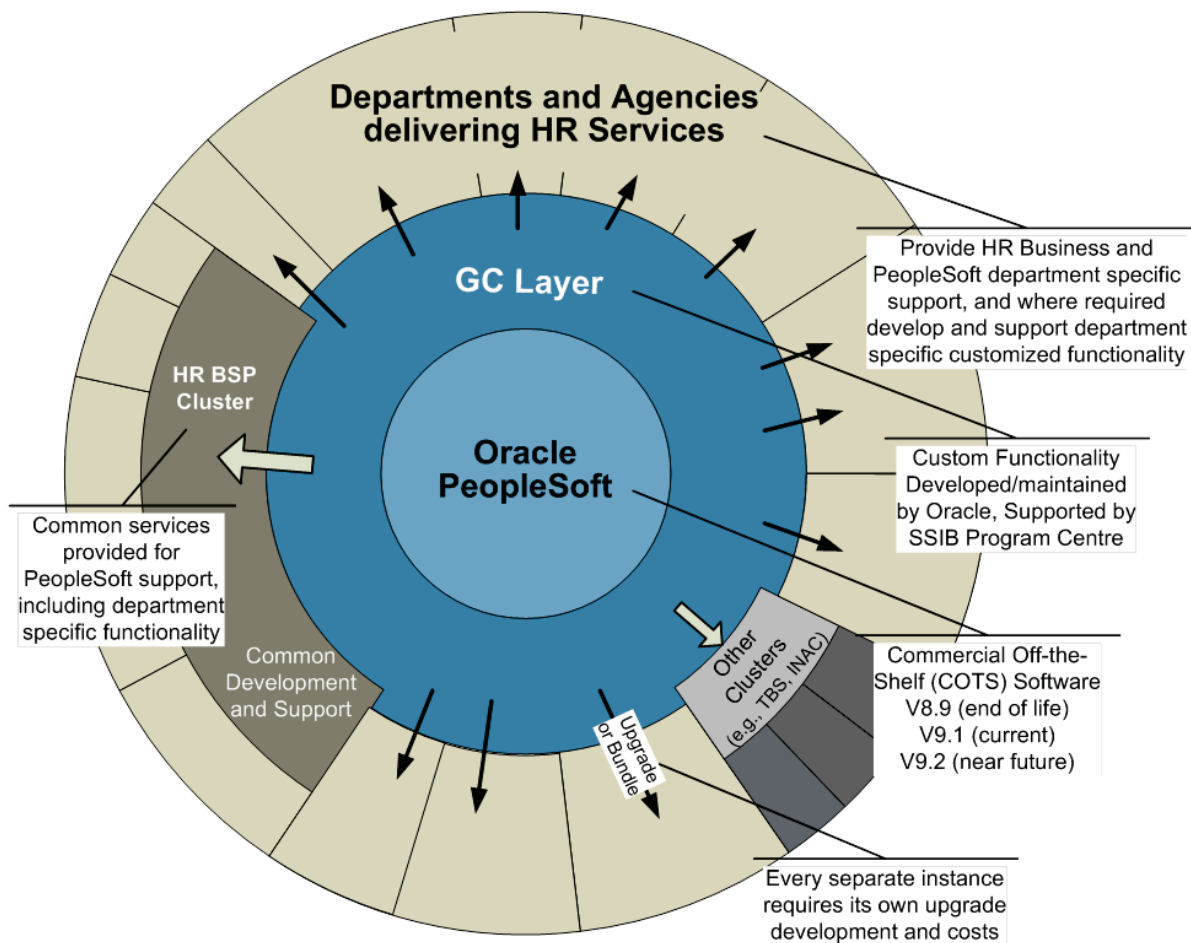 Departments and Agencies
delivering HR Services
GC Layer
Oracle
PeopleSoft
HR BSP
Cluster
Common
Development
and Support
Other
Clusters
(e.g., TBS, INAC)
Upgrade
or Bundle
Provide HR Business and
PeopleSoft department specific
support, and where required
develop and support department
specific customized functionality
Custom Functionality
Developed/maintained
by Oracle, Supported by
SSIB Program Centre
Common services
provided for
PeopleSoft support,
including department
specific functionality
Commercial Off-the-
Shelf (COTS) Software
V8.9 (end of life)
V9.1 (current)
V9.2 (near future)
Every separate instance
requires its own upgrade
development and costs